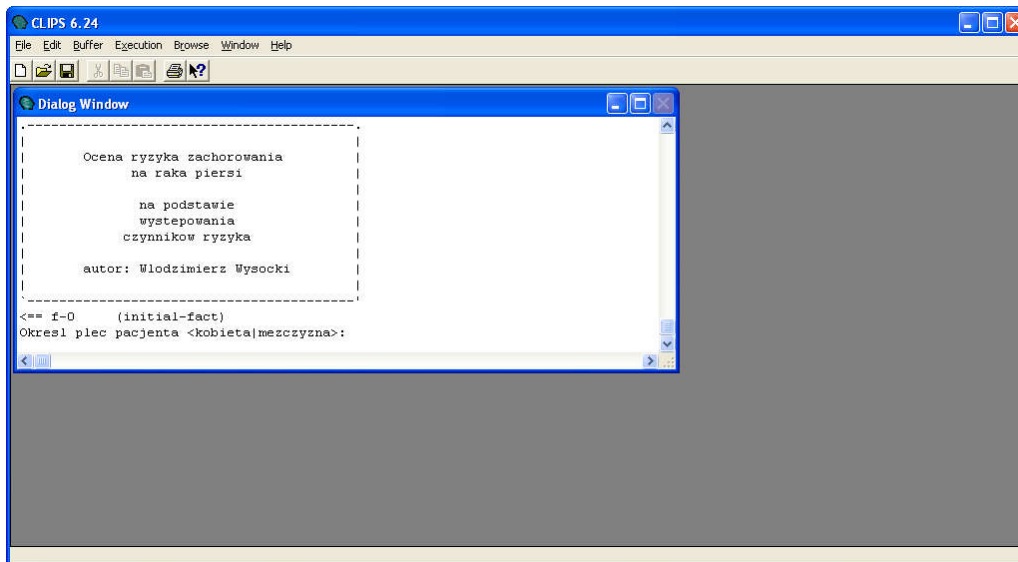 CLIPS 6.24
File Edit Buffer Execution Browse Window Help
Dialog Window
Ocena ryzyka zachorowania
na raka piersi
na podstawie
wystepowania
czynnikow ryzyka
autor: Wlodzimierz Wysocki
<== f-0 (initial-fact)
Okresl plec pacjenta <kobieta|mezczyzna>: